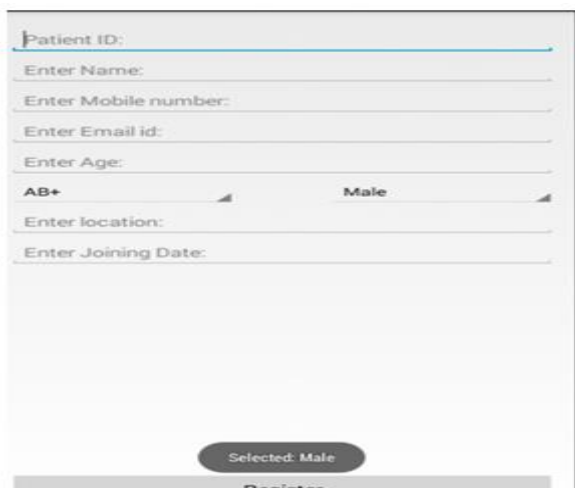 Patient ID:
Enter Name:
Enter Mobile number:
Enter Email id:
Enter Age:
AB+ Male
Enter location:
Enter Joining Date:
Selected: Male
Register